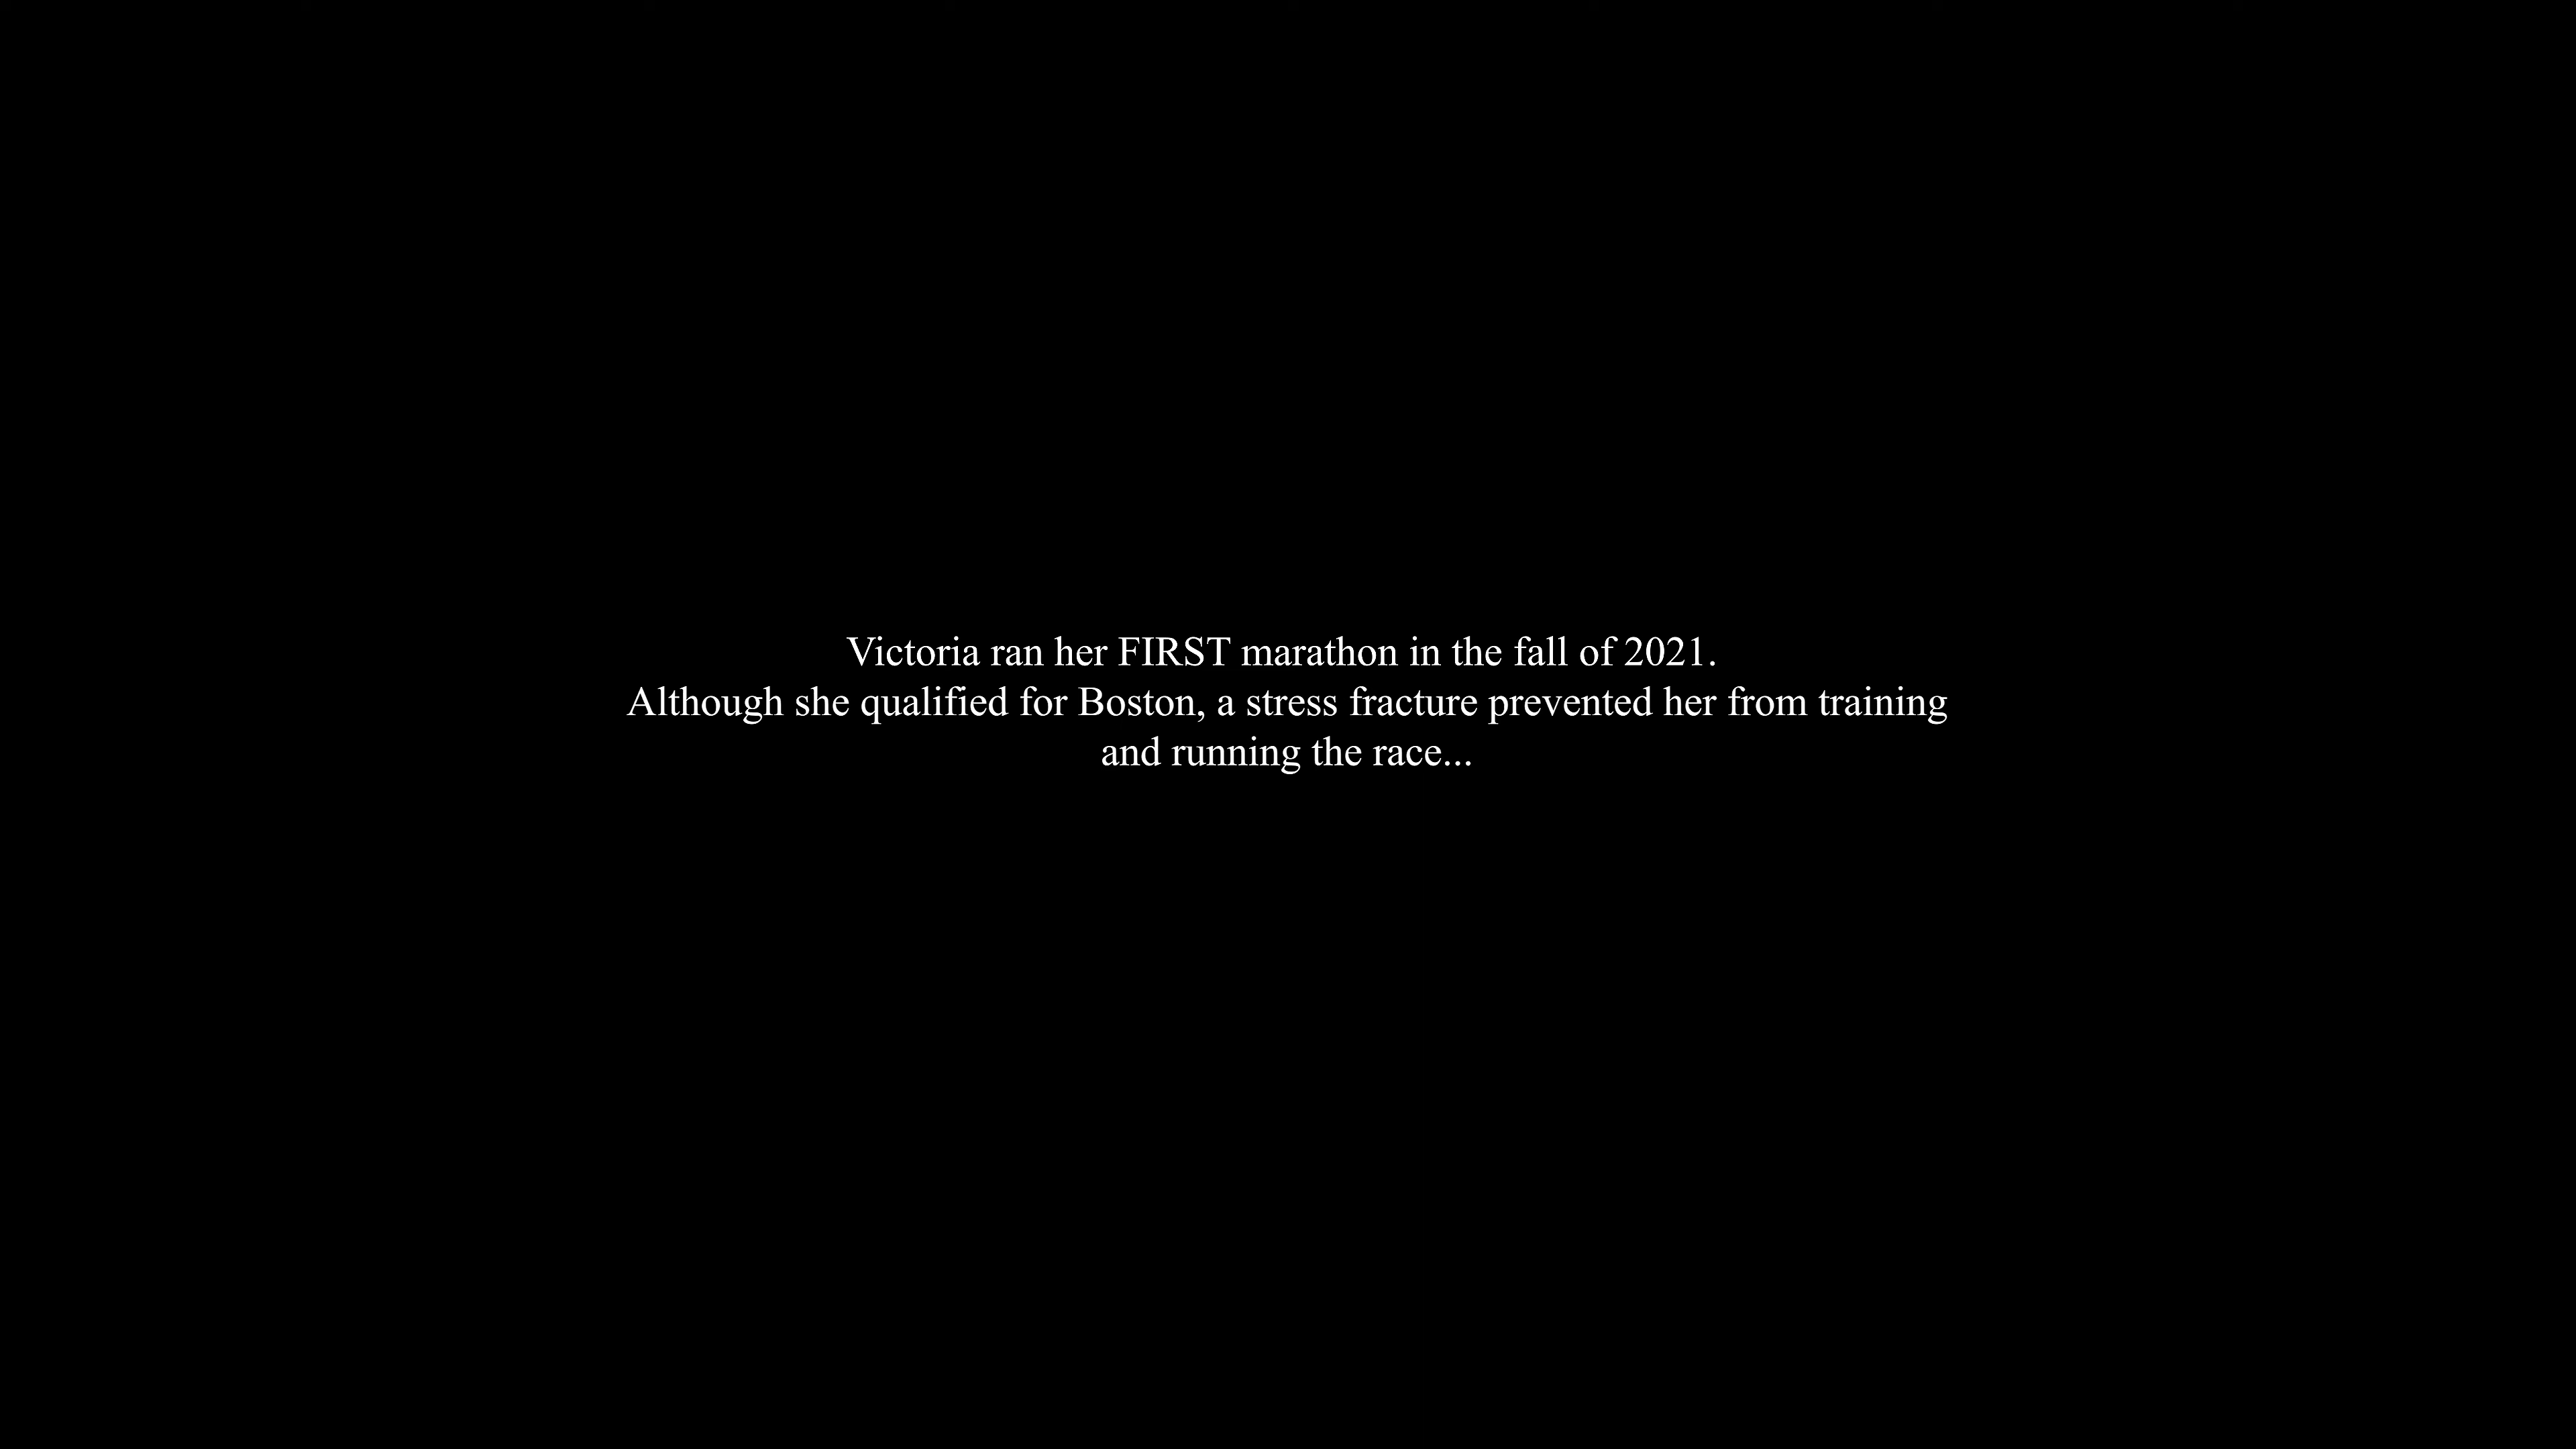 Victoria ran her FIRST marathon in the fall of 2021.
Although she qualified for Boston, a stress fracture prevented her from training
and running the race...